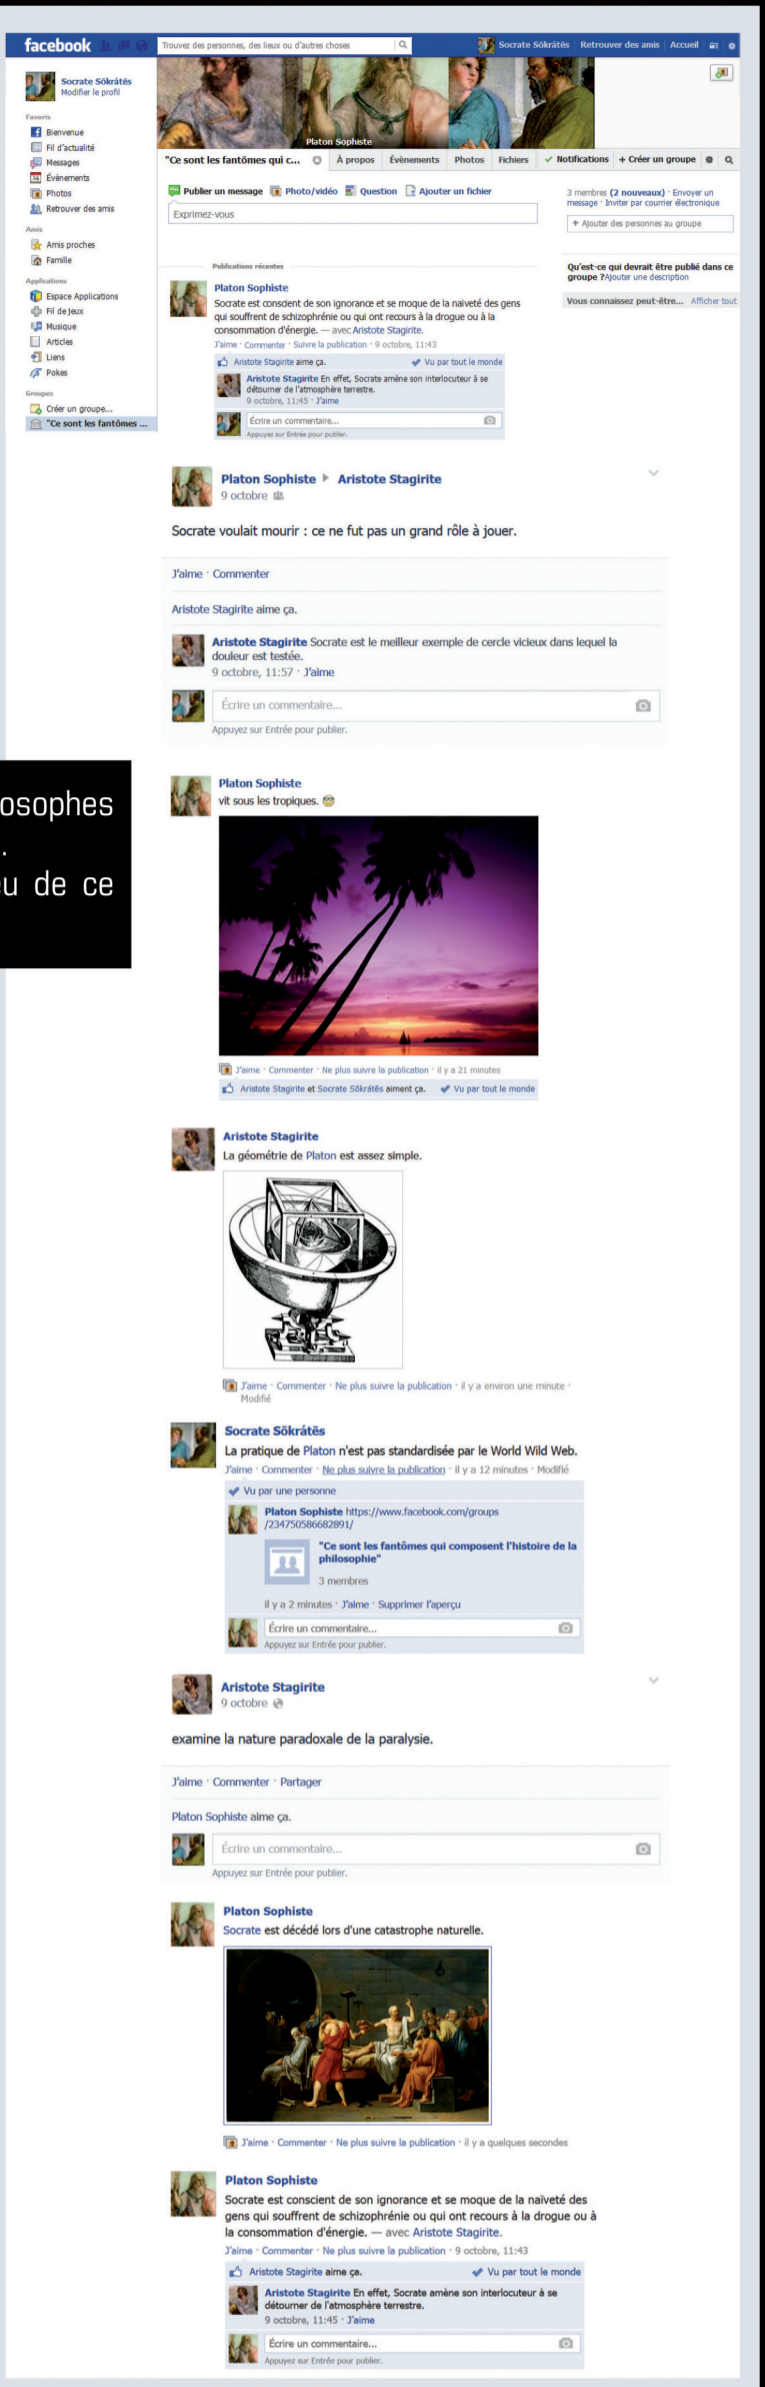 facebook
Trouvez des personnes, des lieux ou d'autres choses
Socrate Sōkrátēs Retrouver des amis Accueil
Socrate Sōkrátēs
Modifier le profil
Favoris
Bienvenue
Fil d'actualité
Messages
Évènements
Photos
Retrouver des amis
Amis
Amis proches
Famille
Applications
Espace Applications
Fil de jeux
Musique
Articles
Liens
Pokes
Groupes
Créer un groupe...
"Ce sont les fantômes ...
Platon Sophiste
"Ce sont les fantômes qui c... À propos Évènements Photos Fichiers ✓ Notifications + Créer un groupe
Publier un message Photo/vidéo Question Ajouter un fichier
Exprimez-vous
3 membres (2 nouveaux) · Envoyer un
message · Inviter par courrier électronique
+ Ajouter des personnes au groupe
Qu'est-ce qui devrait être publié dans ce
groupe ?Ajouter une description
Vous connaissez peut-être... Afficher tout
Publications récentes
Platon Sophiste
Socrate est conscient de son ignorance et se moque de la naïveté des gens
qui souffrent de schizophrénie ou qui ont recours à la drogue ou à la
consommation d'énergie. — avec Aristote Stagirite.
J'aime · Commenter · Suivre la publication · 9 octobre, 11:43
Aristote Stagirite aime ça. Vu par tout le monde
Aristote Stagirite En effet, Socrate amène son interlocuteur à se
détourner de l'atmosphère terrestre.
9 octobre, 11:45 · J'aime
Écrire un commentaire...
Appuyez sur Entrée pour publier.
Platon Sophiste Aristote Stagirite
9 octobre
Socrate voulait mourir : ce ne fut pas un grand rôle à jouer.
J'aime · Commenter
Aristote Stagirite aime ça.
Aristote Stagirite Socrate est le meilleur exemple de cercle vicieux dans lequel la
douleur est testée.
9 octobre, 11:57 · J'aime
Écrire un commentaire...
Appuyez sur Entrée pour publier.
osophes
.
eu de ce
Platon Sophiste
vit sous les tropiques.
J'aime · Commenter · Ne plus suivre la publication · il y a 21 minutes
Aristote Stagirite et Socrate Sōkrátēs aiment ça. Vu par tout le monde
Aristote Stagirite
La géométrie de Platon est assez simple.
J'aime · Commenter · Ne plus suivre la publication · il y a environ une minute ·
Modifié
Socrate Sōkrátēs
La pratique de Platon n'est pas standardisée par le World Wild Web.
J'aime · Commenter · Ne plus suivre la publication · il y a 12 minutes · Modifié
Vu par une personne
Platon Sophiste https://www.facebook.com/groups
/234750586682891/
"Ce sont les fantômes qui composent l'histoire de la
philosophie"
3 membres
il y a 2 minutes · J'aime · Supprimer l'aperçu
Écrire un commentaire...
Appuyez sur Entrée pour publier.
Aristote Stagirite
9 octobre
examine la nature paradoxale de la paralysie.
J'aime · Commenter · Partager
Platon Sophiste aime ça.
Écrire un commentaire...
Appuyez sur Entrée pour publier.
Platon Sophiste
Socrate est décédé lors d'une catastrophe naturelle.
J'aime · Commenter · Ne plus suivre la publication · il y a quelques secondes
Platon Sophiste
Socrate est conscient de son ignorance et se moque de la naïveté des
gens qui souffrent de schizophrénie ou qui ont recours à la drogue ou à
la consommation d'énergie. — avec Aristote Stagirite.
J'aime · Commenter · Ne plus suivre la publication · 9 octobre, 11:43
Aristote Stagirite aime ça. Vu par tout le monde
Aristote Stagirite En effet, Socrate amène son interlocuteur à se
détourner de l'atmosphère terrestre.
9 octobre, 11:45 · J'aime
Écrire un commentaire...
Appuyez sur Entrée pour publier.